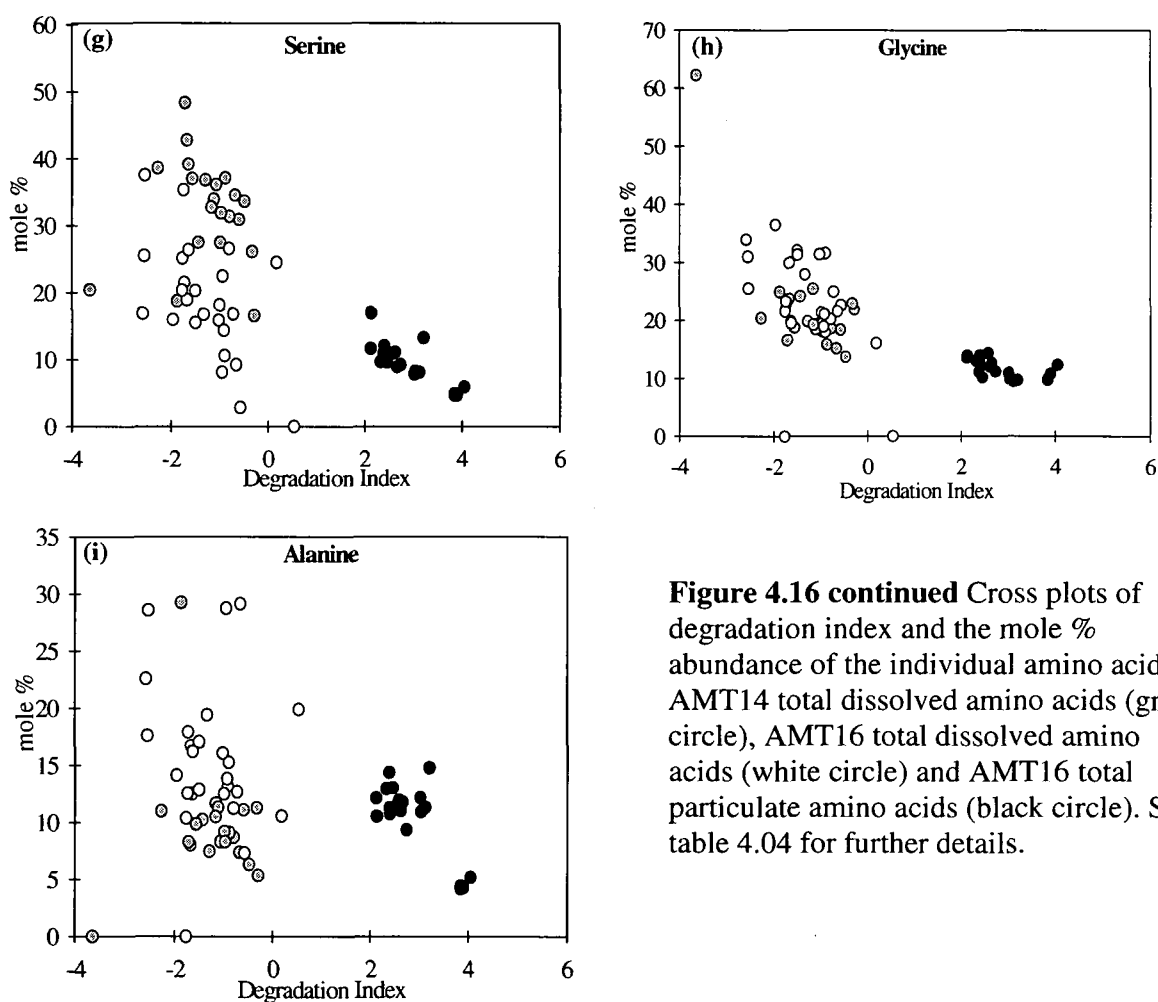 (g)
Serine
60
50
40
30
20
10
0
mole %
-4 -2 0 2 4 6
Degradation Index
(h)
Glycine
70
60
50
40
30
20
10
0
mole %
-4 -2 0 2 4 6
Degradation Index
(i)
Alanine
35
30
25
20
15
10
5
0
mole %
-4 -2 0 2 4 6
Degradation Index
Figure 4.16 continued Cross plots of
degradation index and the mole %
abundance of the individual amino acid
AMT14 total dissolved amino acids (gr
circle), AMT16 total dissolved amino
acids (white circle) and AMT16 total
particulate amino acids (black circle). S
table 4.04 for further details.